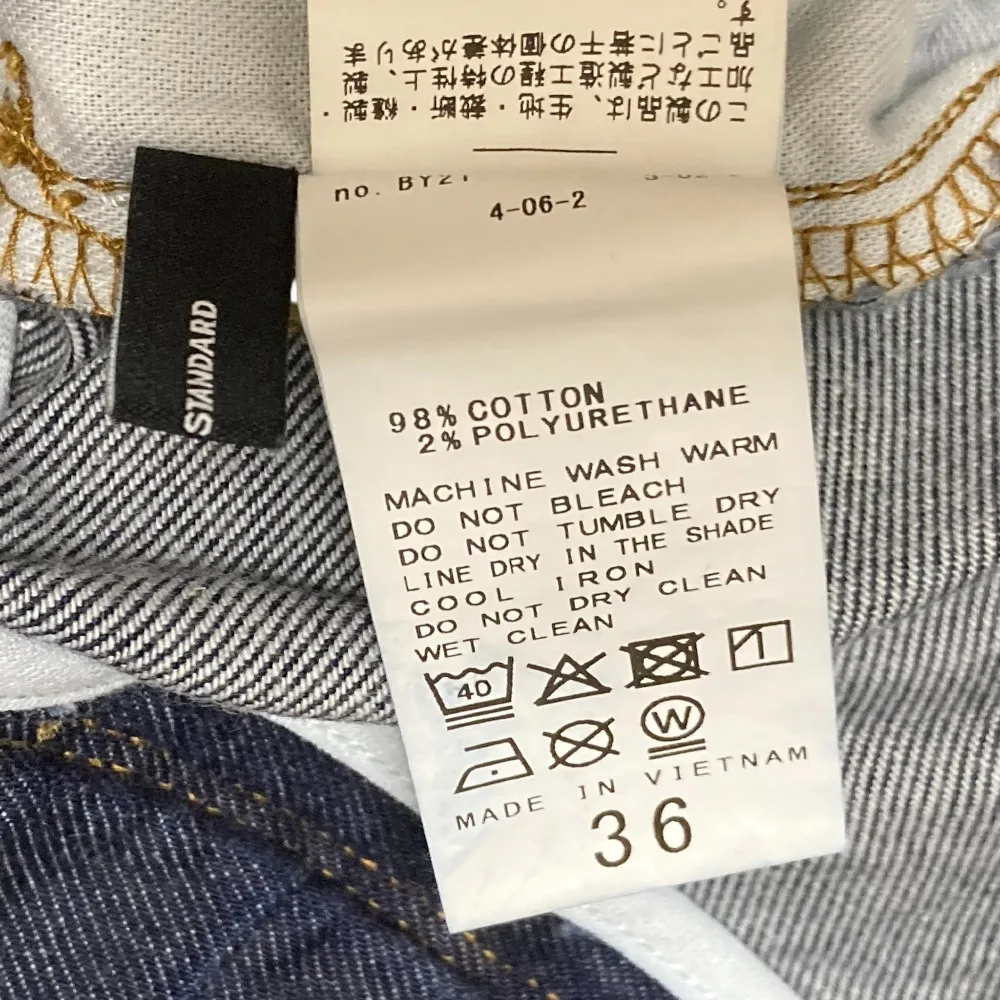 この製品は、生地・裁断・縫製・
加工など製造工程の特性上、製
品ごとに若干の個体差がありま
す。
no.
4-06-2
STANDARD
98% COTTON
2% POLYURETHANE
MACHINE WASH WARM
DO NOT BLEACH
DO NOT TUMBLE DRY
LINE DRY IN THE SHADE
COOL IRON
DO NOT DRY CLEAN
WET CLEAN
40
W
MADE IN VIETNAM
36